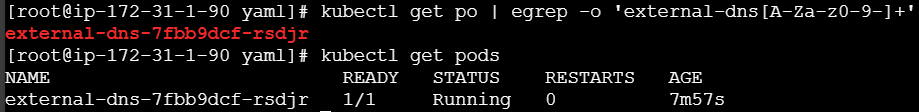 [root@ip-172-31-1-90 yaml]# kubectl get po | egrep -o 'external-dns[A-Za-z0-9-]+'
external-dns-7fbb9dcf-rsdjr
[root@ip-172-31-1-90 yaml]# kubectl get pods
NAME READY STATUS RESTARTS AGE
external-dns-7fbb9dcf-rsdjr 1/1 Running 0 7m57s